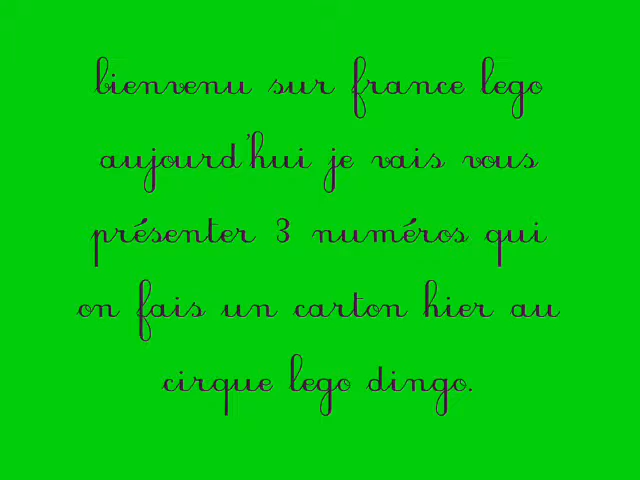 bienvenu sur france lego
aujourd'hui je vais vous
présenter 3 numéros qui
on fais un carton hier au
cirque lego dingo.